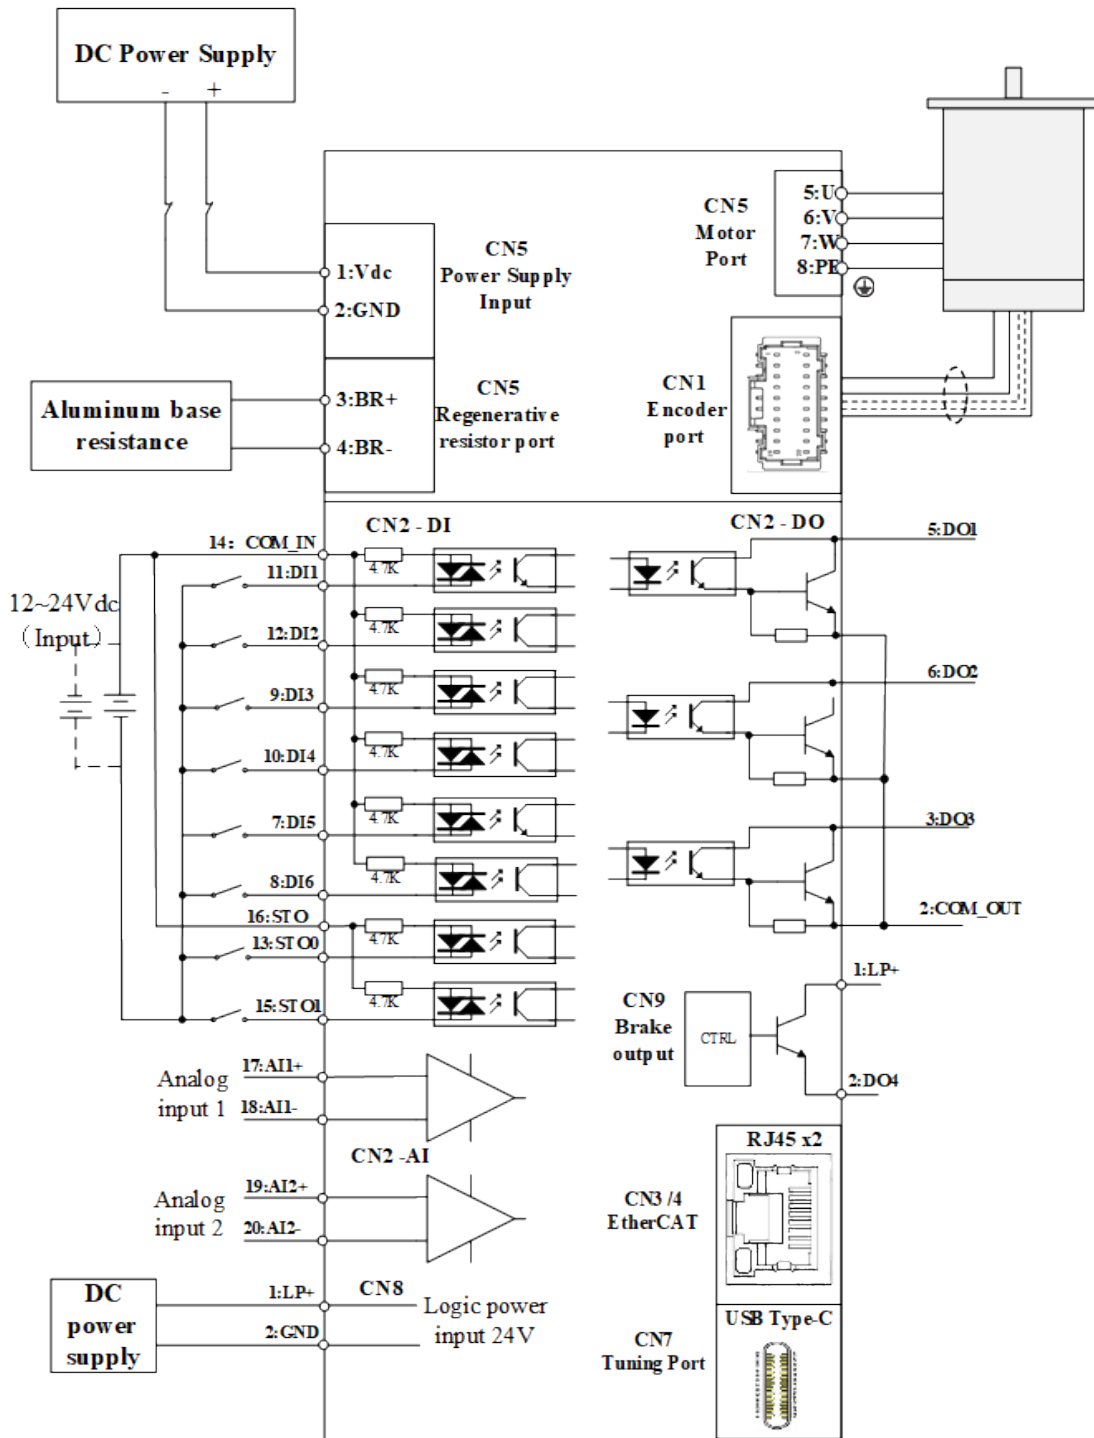 DC Power Supply
- +
CN5
Motor
Port
5:U
6:V
7:W
8:PE
1:Vdc
2:GND
CN5
Power Supply
Input
CN1
Encoder
port
Aluminum base
resistance
3:BR+
4:BR-
CN5
Regenerative
resistor port
CN2 - DI
CN2 - DO
14: COM_IN
4.7K
11:DI1
12~24Vdc
(Input)
4.7K
12:DI2
4.7K
9:DI3
4.7K
10:DI4
4.7K
7:DI5
4.7K
8:DI6
16:STO
4.7K
13:STO0
4.7K
15:STO1
5:DO1
6:DO2
3:DO3
2:COM_OUT
1:LP+
CN9
Brake
output
CTRL
2:DO4
Analog
input 1
17:AI1+
18:AI1-
CN2 -AI
Analog
input 2
19:AI2+
20:AI2-
RJ45 x2
CN3 /4
EtherCAT
DC
power
supply
1:LP+
2:GND
CN8
Logic power
input 24V
USB Type-C
CN7
Tuning Port